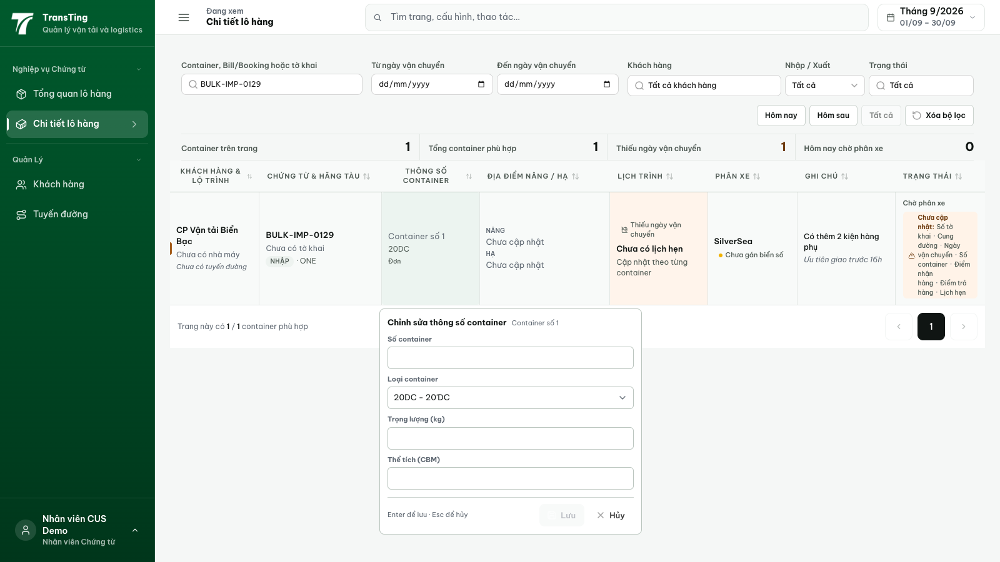 TransTing
Quản lý vận tải và logistics
Nghiệp vụ Chứng từ
Tổng quan lô hàng
Chi tiết lô hàng
Quản Lý
Khách hàng
Tuyến đường
Nhân viên CUS
Demo
Nhân viên Chứng từ
Đang xem
Chi tiết lô hàng
Tìm trang, cấu hình, thao tác...
Tháng 9/2026
01/09 – 30/09
Container, Bill/Booking hoặc tờ khai
BULK-IMP-0129
Từ ngày vận chuyển
dd/mm/yyyy
Đến ngày vận chuyển
dd/mm/yyyy
Khách hàng
Tất cả khách hàng
Nhập / Xuất
Tất cả
Trạng thái
Tất cả
Hôm nay
Hôm sau
Tất cả
Xóa bộ lọc
Container trên trang 1
Tổng container phù hợp 1
Thiếu ngày vận chuyển 1
Hôm nay chờ phân xe 0
KHÁCH HÀNG &
LỘ TRÌNH
CHỨNG TỪ & HÃNG TÀU
THÔNG SỐ
CONTAINER
ĐỊA ĐIỂM NÂNG / HẠ
LỊCH TRÌNH
PHÂN XE
GHI CHÚ
TRẠNG THÁI
CP Vận tải Biển
Bạc
Chưa có nhà máy
Chưa có tuyến đường
BULK-IMP-0129
Chưa có tờ khai
NHẬP · ONE
Container số 1
20DC
Đơn
NÂNG
Chưa cập nhật
HẠ
Chưa cập nhật
Thiếu ngày vận
chuyển
Chưa có lịch hẹn
Cập nhật theo từng
container
SilverSea
Chưa gán biển số
Có thêm 2 kiện hàng
phụ
Ưu tiên giao trước 16h
Chờ phân xe
Chưa cập
nhật: Số tờ
khai · Cung
đường · Ngày
vận chuyển · Số
container · Điểm
nhận
hàng · Điểm trả
hàng · Lịch hẹn
Trang này có 1 / 1 container phù hợp
1
Chỉnh sửa thông số container Container số 1
Số container
Loại container
20DC - 20'DC
Trọng lượng (kg)
Thể tích (CBM)
Enter để lưu · Esc để hủy
Lưu
Hủy